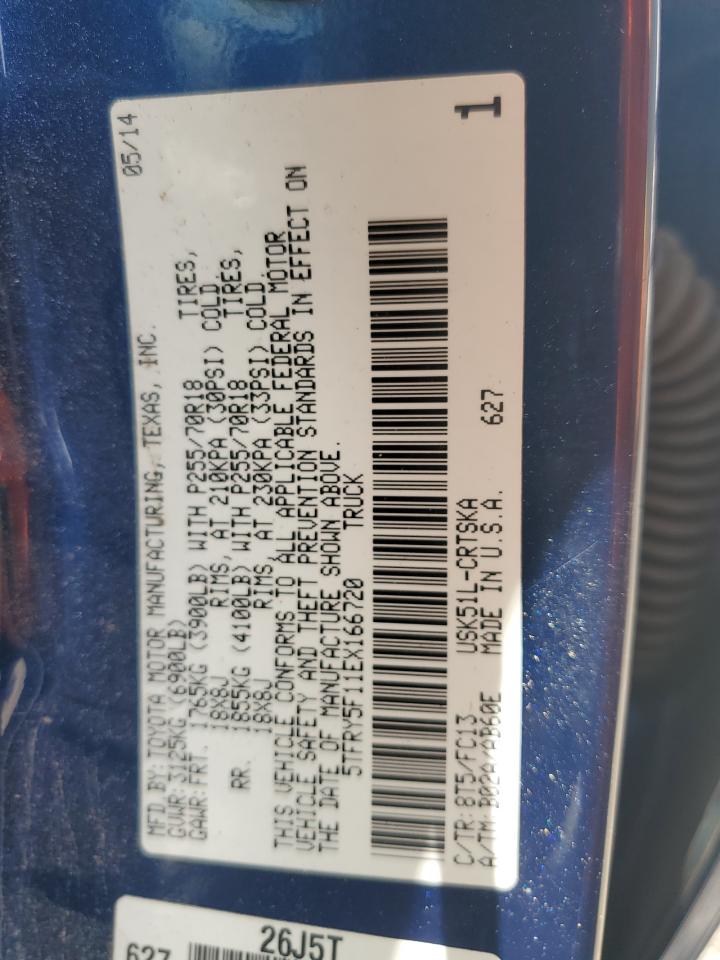 MFD.BY:TOYOTA MOTOR MANUFACTURING, TEXAS, INC. 05/14
GVWR:3125KG (6900LB)
GAWR:FRT. 1765KG (3900LB) WITH P255/70R18 TIRES,
18X8J RIMS, AT 210KPA (30PSI) COLD.
RR. 1855KG (4100LB) WITH P255/70R18 TIRES,
18X8J RIMS, AT 230KPA (33PSI) COLD.
THIS VEHICLE CONFORMS TO ALL APPLICABLE FEDERAL MOTOR
VEHICLE SAFETY AND THEFT PREVENTION STANDARDS IN EFFECT ON
THE DATE OF MANUFACTURE SHOWN ABOVE.
5TFRY5F11EX166720 TRUCK
C/TR:8T5/FC13 USK51L-CRTSKA 627 1
A/TM:B02A/AB60E MADE IN U.S.A.
627 26J5T